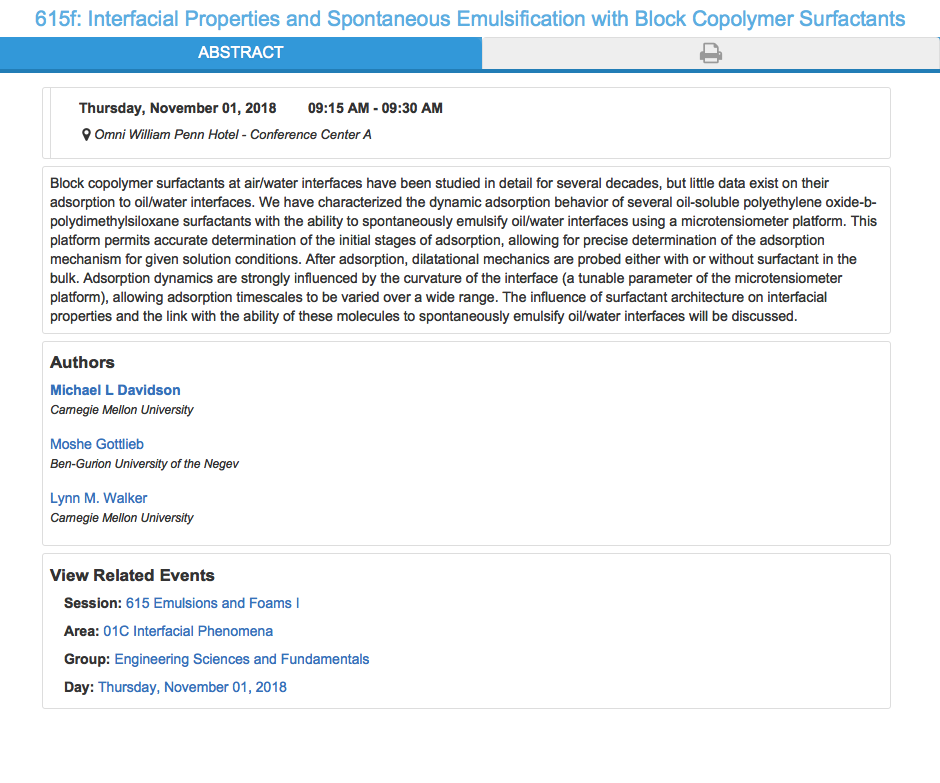 615f: Interfacial Properties and Spontaneous Emulsification with Block Copolymer Surfactants
ABSTRACT
Thursday, November 01, 2018 09:15 AM - 09:30 AM
Omni William Penn Hotel - Conference Center A
Block copolymer surfactants at air/water interfaces have been studied in detail for several decades, but little data exist on their
adsorption to oil/water interfaces. We have characterized the dynamic adsorption behavior of several oil-soluble polyethylene oxide-b-
polydimethylsiloxane surfactants with the ability to spontaneously emulsify oil/water interfaces using a microtensiometer platform. This
platform permits accurate determination of the initial stages of adsorption, allowing for precise determination of the adsorption
mechanism for given solution conditions. After adsorption, dilatational mechanics are probed either with or without surfactant in the
bulk. Adsorption dynamics are strongly influenced by the curvature of the interface (a tunable parameter of the microtensiometer
platform), allowing adsorption timescales to be varied over a wide range. The influence of surfactant architecture on interfacial
properties and the link with the ability of these molecules to spontaneously emulsify oil/water interfaces will be discussed.
Authors
Michael L Davidson
Carnegie Mellon University
Moshe Gottlieb
Ben-Gurion University of the Negev
Lynn M. Walker
Carnegie Mellon University
View Related Events
Session: 615 Emulsions and Foams I
Area: 01C Interfacial Phenomena
Group: Engineering Sciences and Fundamentals
Day: Thursday, November 01, 2018